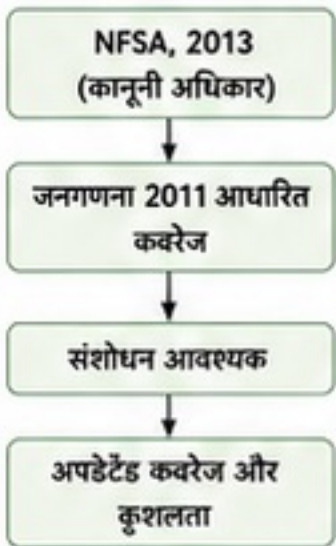 NFSA, 2013
(कानूनी अधिकार)
जनगणना 2011 आधारित
कवरेज
संशोधन आवश्यक
अपडेटेड कवरेज और
कुशलता